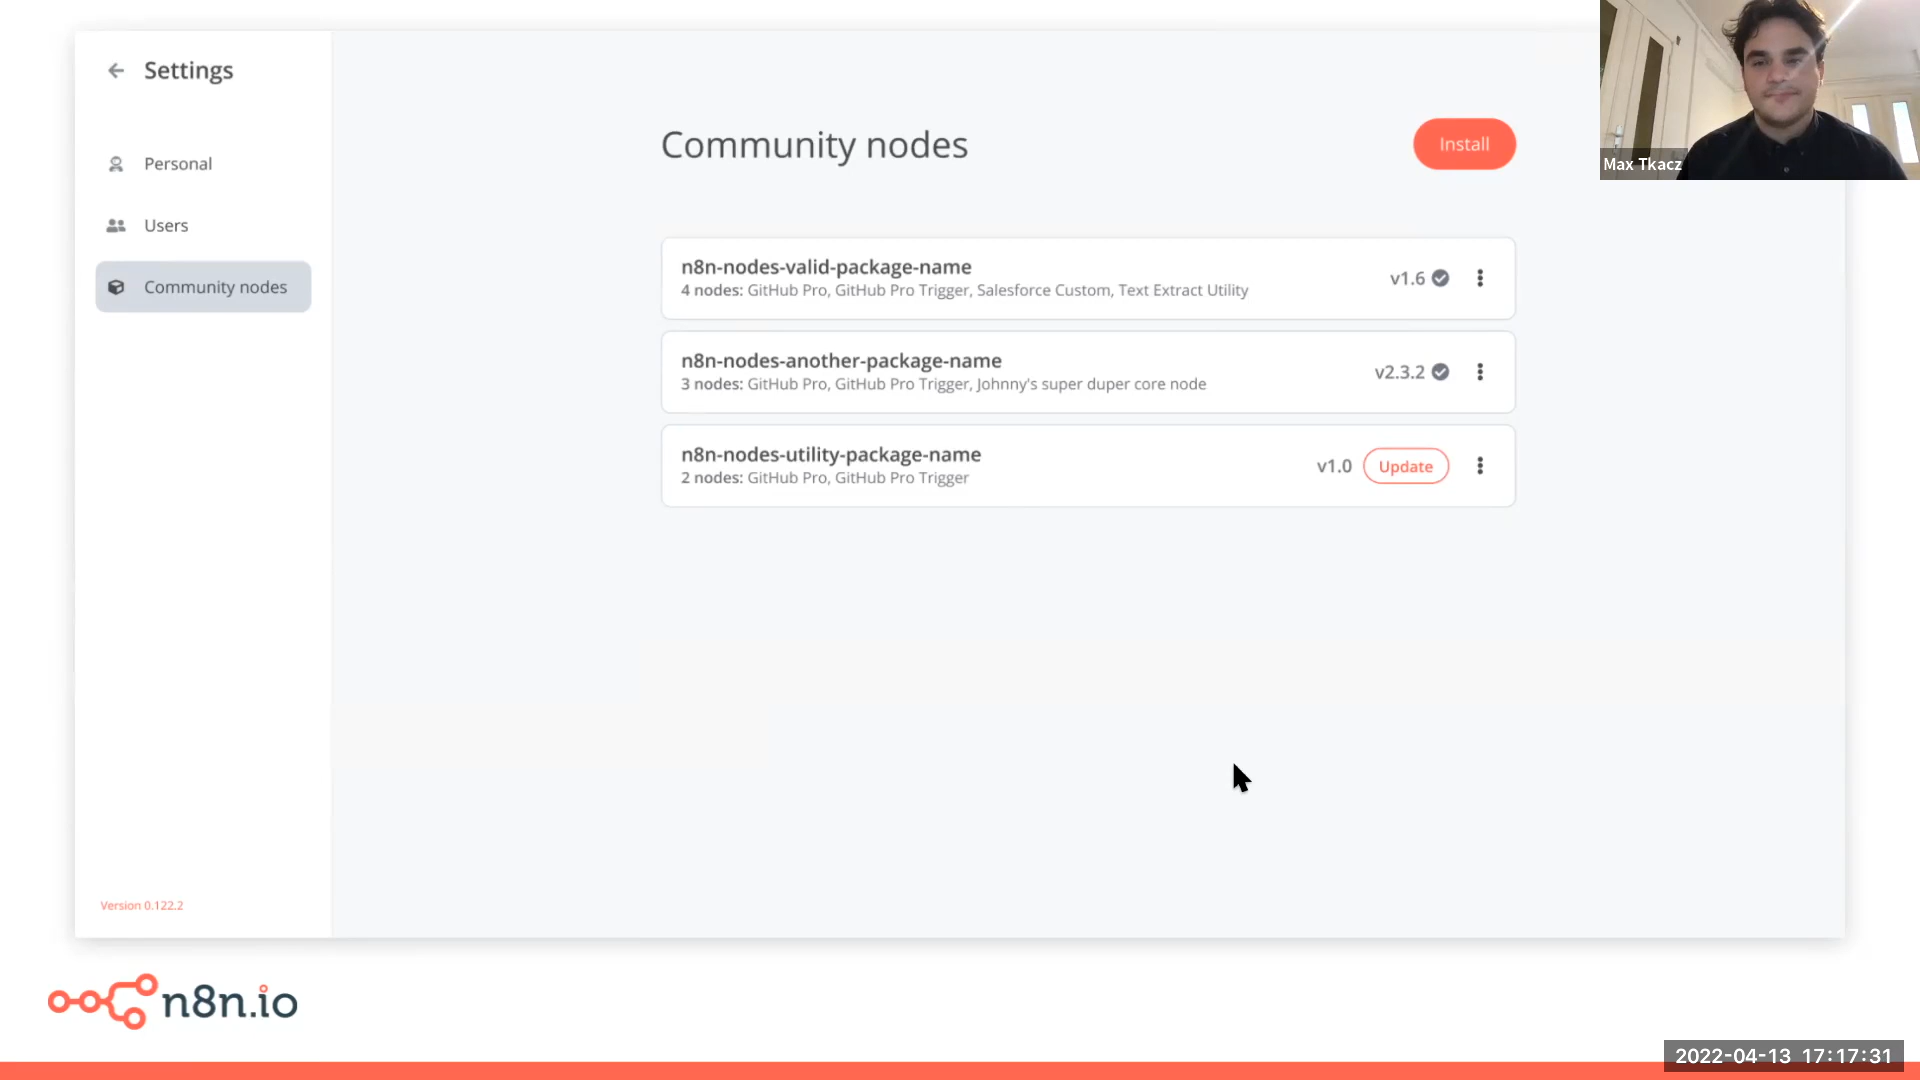 Settings
Personal
Users
Community nodes
Version 0.122.2
Community nodes
Install
n8n-nodes-valid-package-name
4 nodes: GitHub Pro, GitHub Pro Trigger, Salesforce Custom, Text Extract Utility
v1.6
n8n-nodes-another-package-name
3 nodes: GitHub Pro, GitHub Pro Trigger, Johnny's super duper core node
v2.3.2
n8n-nodes-utility-package-name
2 nodes: GitHub Pro, GitHub Pro Trigger
v1.0 Update
Max Tkacz
n8n.io
2022-04-13 17:17:31